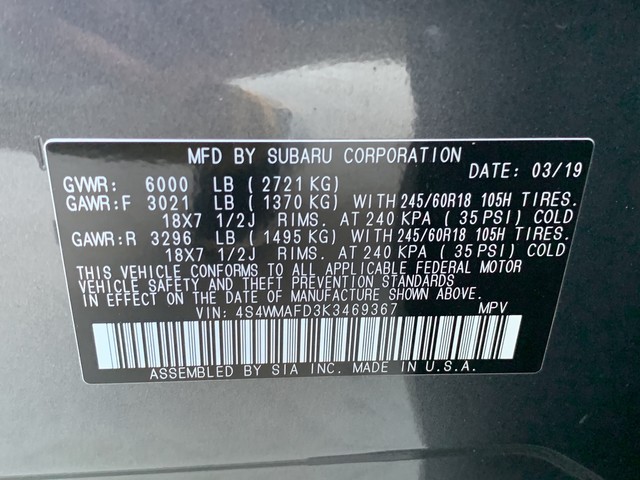 MFD BY SUBARU CORPORATION
DATE: 03/19
GVWR: 6000 LB (2721 KG)
GAWR:F 3021 LB (1370 KG) WITH 245/60R18 105H TIRES.
18X7 1/2J RIMS. AT 240 KPA (35 PSI) COLD
GAWR:R 3296 LB (1495 KG) WITH 245/60R18 105H TIRES.
18X7 1/2J RIMS. AT 240 KPA (35 PSI) COLD
THIS VEHICLE CONFORMS TO ALL APPLICABLE FEDERAL MOTOR
VEHICLE SAFETY AND THEFT PREVENTION STANDARDS IN
EFFECT ON THE DATE OF MANUFACTURE SHOWN ABOVE.
VIN: 4S4WMAFD3K3469367 MPV
ASSEMBLED BY SIA INC. MADE IN U.S.A.